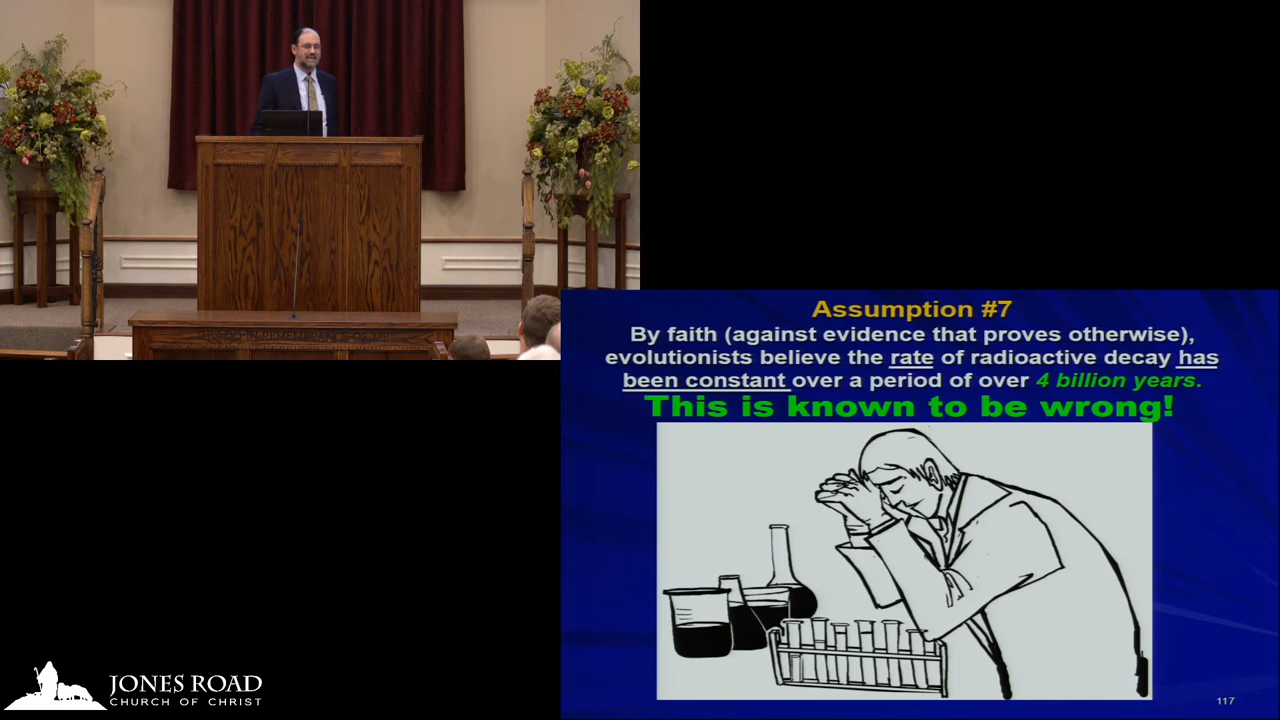 Assumption #7
By faith (against evidence that proves otherwise),
evolutionists believe the rate of radioactive decay has
been constant over a period of over 4 billion years.
This is known to be wrong!
117
JONES ROAD
CHURCH OF CHRIST